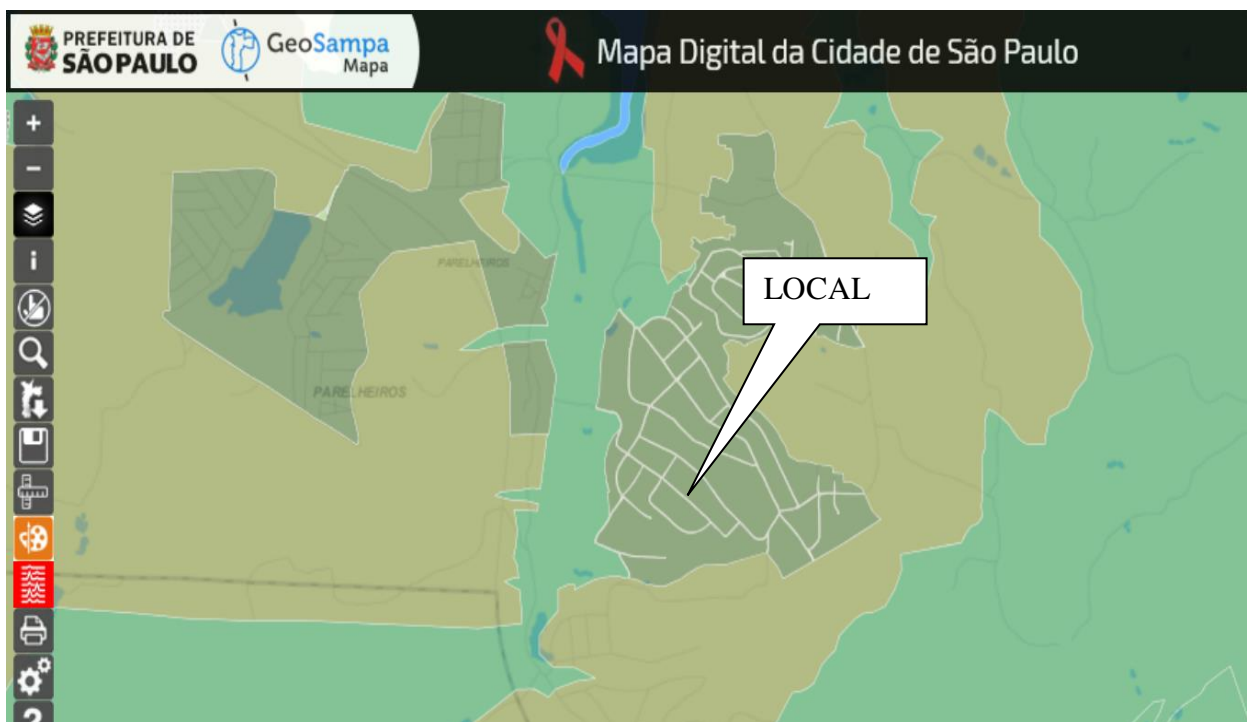 PREFEITURA DE
SÃO PAULO
GeoSampa
Mapa
Mapa Digital da Cidade de São Paulo
+
-
i
PARELHEIROS
LOCAL
PARELHEIROS
?